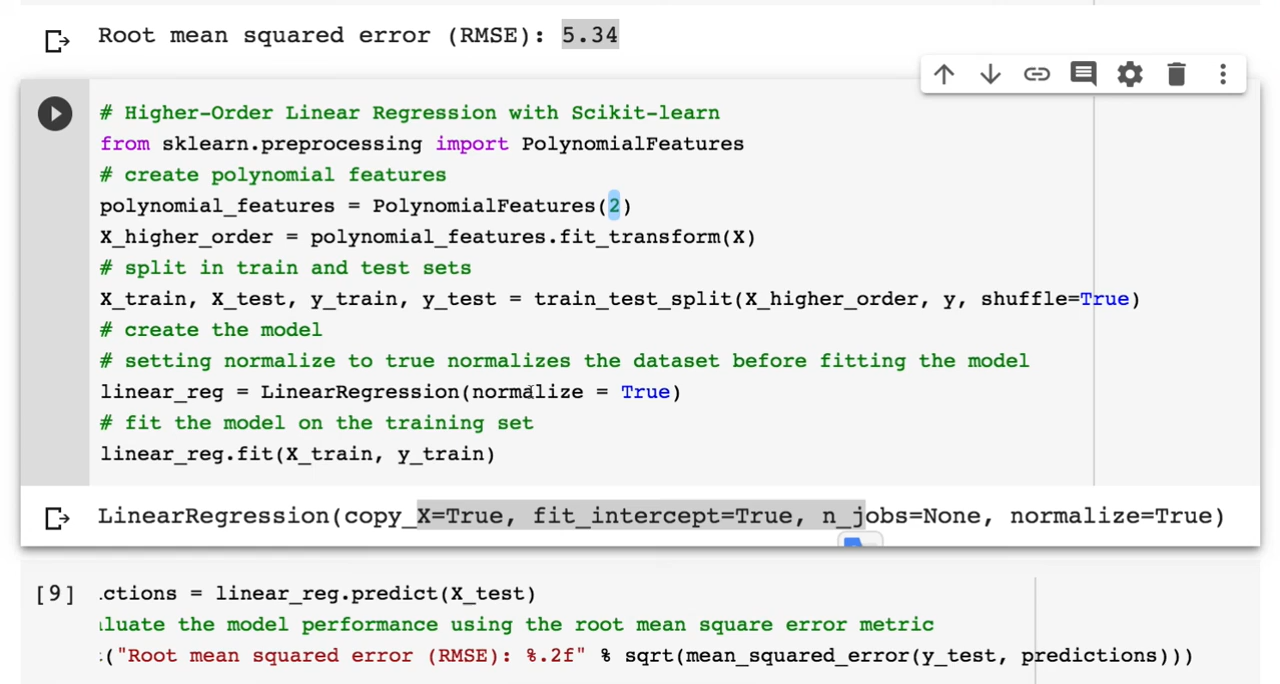 Root mean squared error (RMSE): 5.34
# Higher-Order Linear Regression with Scikit-learn
from sklearn.preprocessing import PolynomialFeatures
# create polynomial features
polynomial_features = PolynomialFeatures(2)
X_higher_order = polynomial_features.fit_transform(X)
# split in train and test sets
X_train, X_test, y_train, y_test = train_test_split(X_higher_order, y, shuffle=True)
# create the model
# setting normalize to true normalizes the dataset before fitting the model
linear_reg = LinearRegression(normalize = True)
# fit the model on the training set
linear_reg.fit(X_train, y_train)
LinearRegression(copy_X=True, fit_intercept=True, n_jobs=None, normalize=True)
[9] ctions = linear_reg.predict(X_test)
luate the model performance using the root mean square error metric
("Root mean squared error (RMSE): %.2f" % sqrt(mean_squared_error(y_test, predictions)))